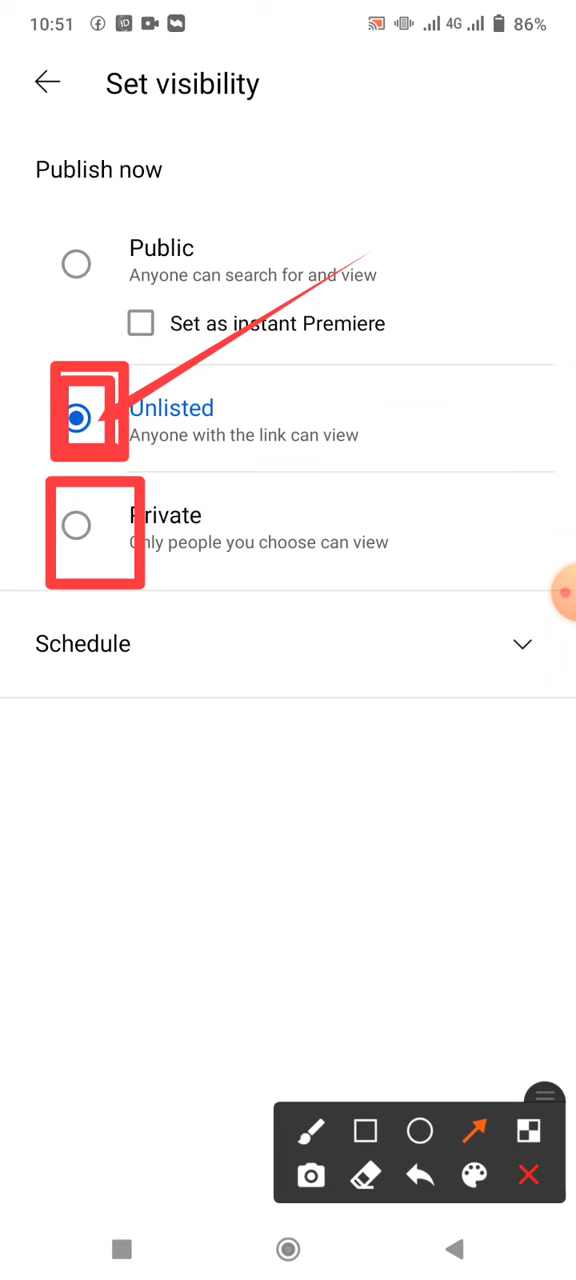 10:51
4G
86%
Set visibility
Publish now
Public
Anyone can search for and view
Set as instant Premiere
Unlisted
Anyone with the link can view
Private
Only people you choose can view
Schedule